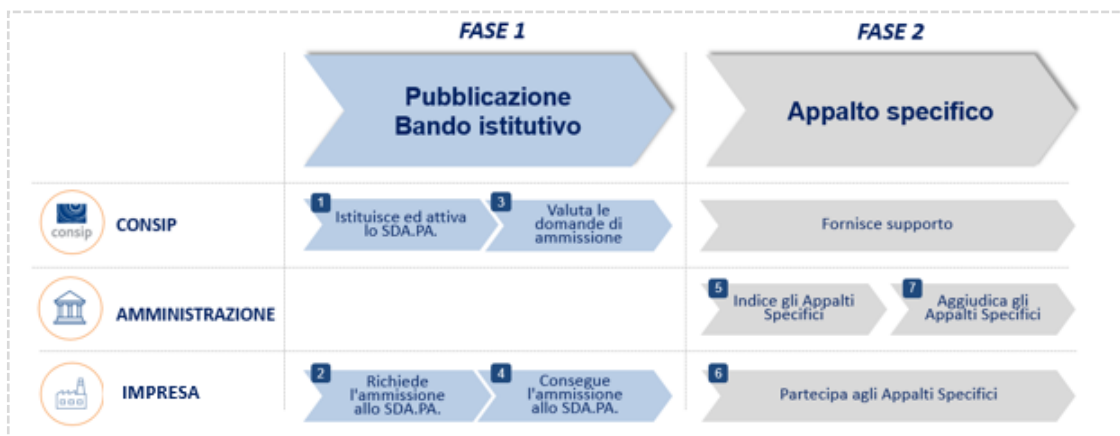 FASE 1
FASE 2
Pubblicazione
Bando istitutivo
Appalto specifico
consip
CONSIP
1
Istituisce ed attiva
lo SDA.PA.
3
Valuta le
domande di
ammissione
Fornisce supporto
AMMINISTRAZIONE
5
Indice gli Appalti
Specifici
7
Aggiudica gli
Appalti Specifici
IMPRESA
2
Richiede
l'ammissione
allo SDA.PA.
4
Consegue
l'ammissione
allo SDA.PA.
6
Partecipa agli Appalti Specifici